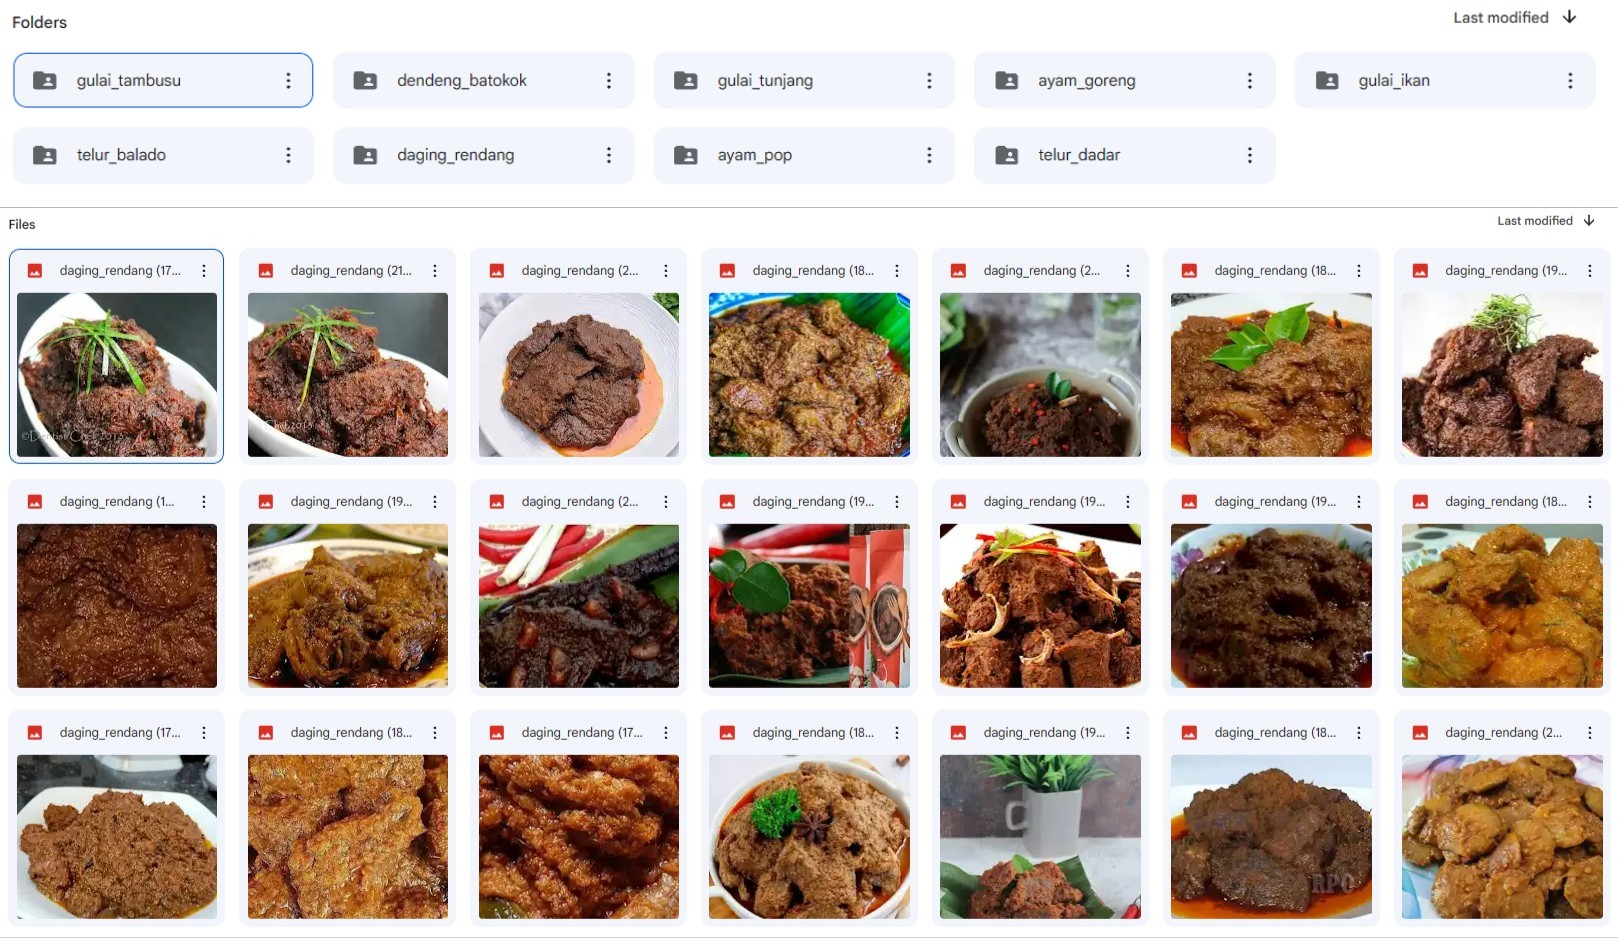 Folders
Last modified
gulai_tambusu
dendeng_batokok
gulai_tunjang
ayam_goreng
gulai_ikan
telur_balado
daging_rendang
ayam_pop
telur_dadar
Files
Last modified
daging_rendang (17...
daging_rendang (21...
daging_rendang (2...
daging_rendang (18...
daging_rendang (2...
daging_rendang (18...
daging_rendang (19...
daging_rendang (1...
daging_rendang (19...
daging_rendang (2...
daging_rendang (19...
daging_rendang (19...
daging_rendang (19...
daging_rendang (18...
daging_rendang (17...
daging_rendang (18...
daging_rendang (17...
daging_rendang (18...
daging_rendang (19...
daging_rendang (18...
daging_rendang (2...
RPO